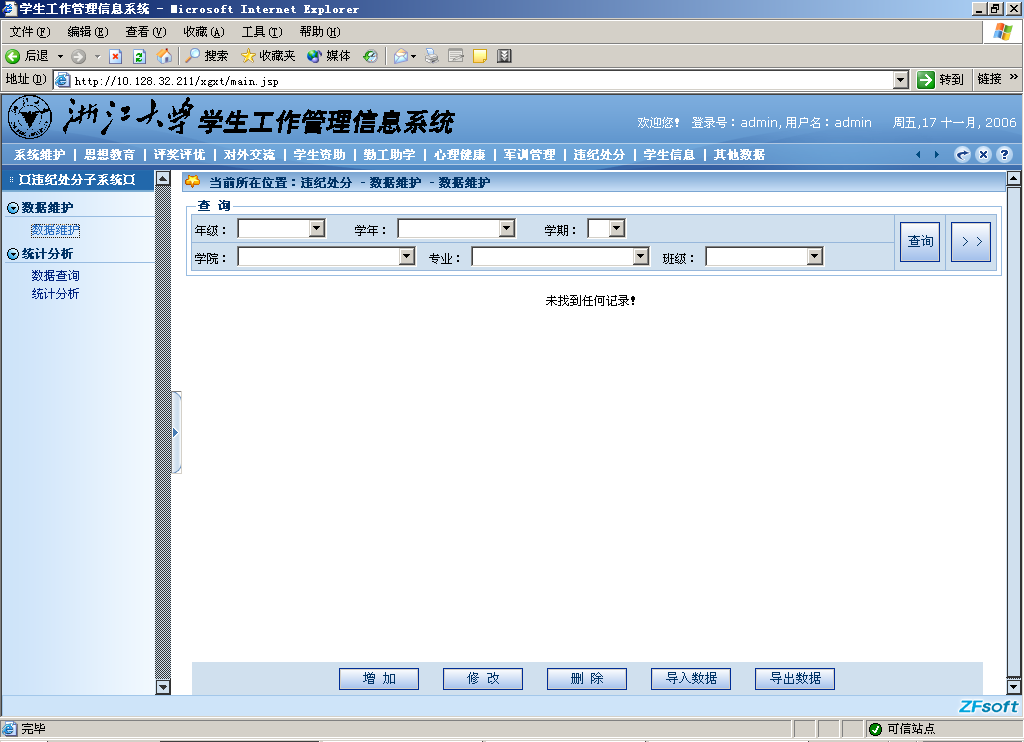 学生工作管理信息系统 - Microsoft Internet Explorer
文件(F) 编辑(E) 查看(V) 收藏(A) 工具(T) 帮助(H)
后退 搜索 收藏夹 媒体
地址(D) http://10.128.32.211/xgxt/main.jsp 转到 链接 »
浙江大学 学生工作管理信息系统
欢迎您! 登录号:admin,用户名:admin 周五,17 十一月, 2006
系统维护 | 思想教育 | 评奖评优 | 对外交流 | 学生资助 | 勤工助学 | 心理健康 | 军训管理 | 违纪处分 | 学生信息 | 其他数据
¤违纪处分子系统¤
当前所在位置:违纪处分 - 数据维护 - 数据维护
数据维护
数据维护
统计分析
数据查询
统计分析
查 询
年级: 学年: 学期:
学院: 专业: 班级:
查询 >>
未找到任何记录!
增 加 修 改 删 除 导入数据 导出数据
ZFsoft
完毕 可信站点